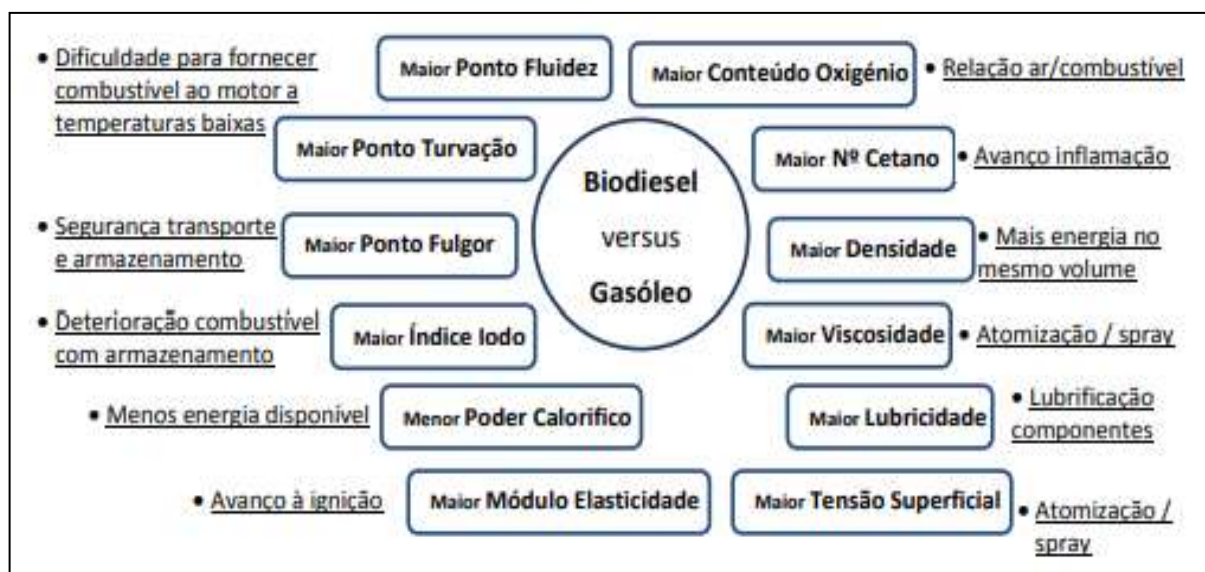 • Dificuldade para fornecer
combustível ao motor a
temperaturas baixas
Maior Ponto Fluidez
Maior Conteúdo Oxigénio
• Relação ar/combustível
Maior Ponto Turvação
Maior Nº Cetano
• Avanço inflamação
Biodiesel
versus
Gasóleo
• Segurança transporte
e armazenamento
Maior Ponto Fulgor
Maior Densidade
• Mais energia no
mesmo volume
• Deterioração combustível
com armazenamento
Maior Índice Iodo
Maior Viscosidade
• Atomização / spray
• Menos energia disponível
Menor Poder Calorifico
Maior Lubricidade
• Lubrificação
componentes
• Avanço à ignição
Maior Módulo Elasticidade
Maior Tensão Superficial
• Atomização /
spray